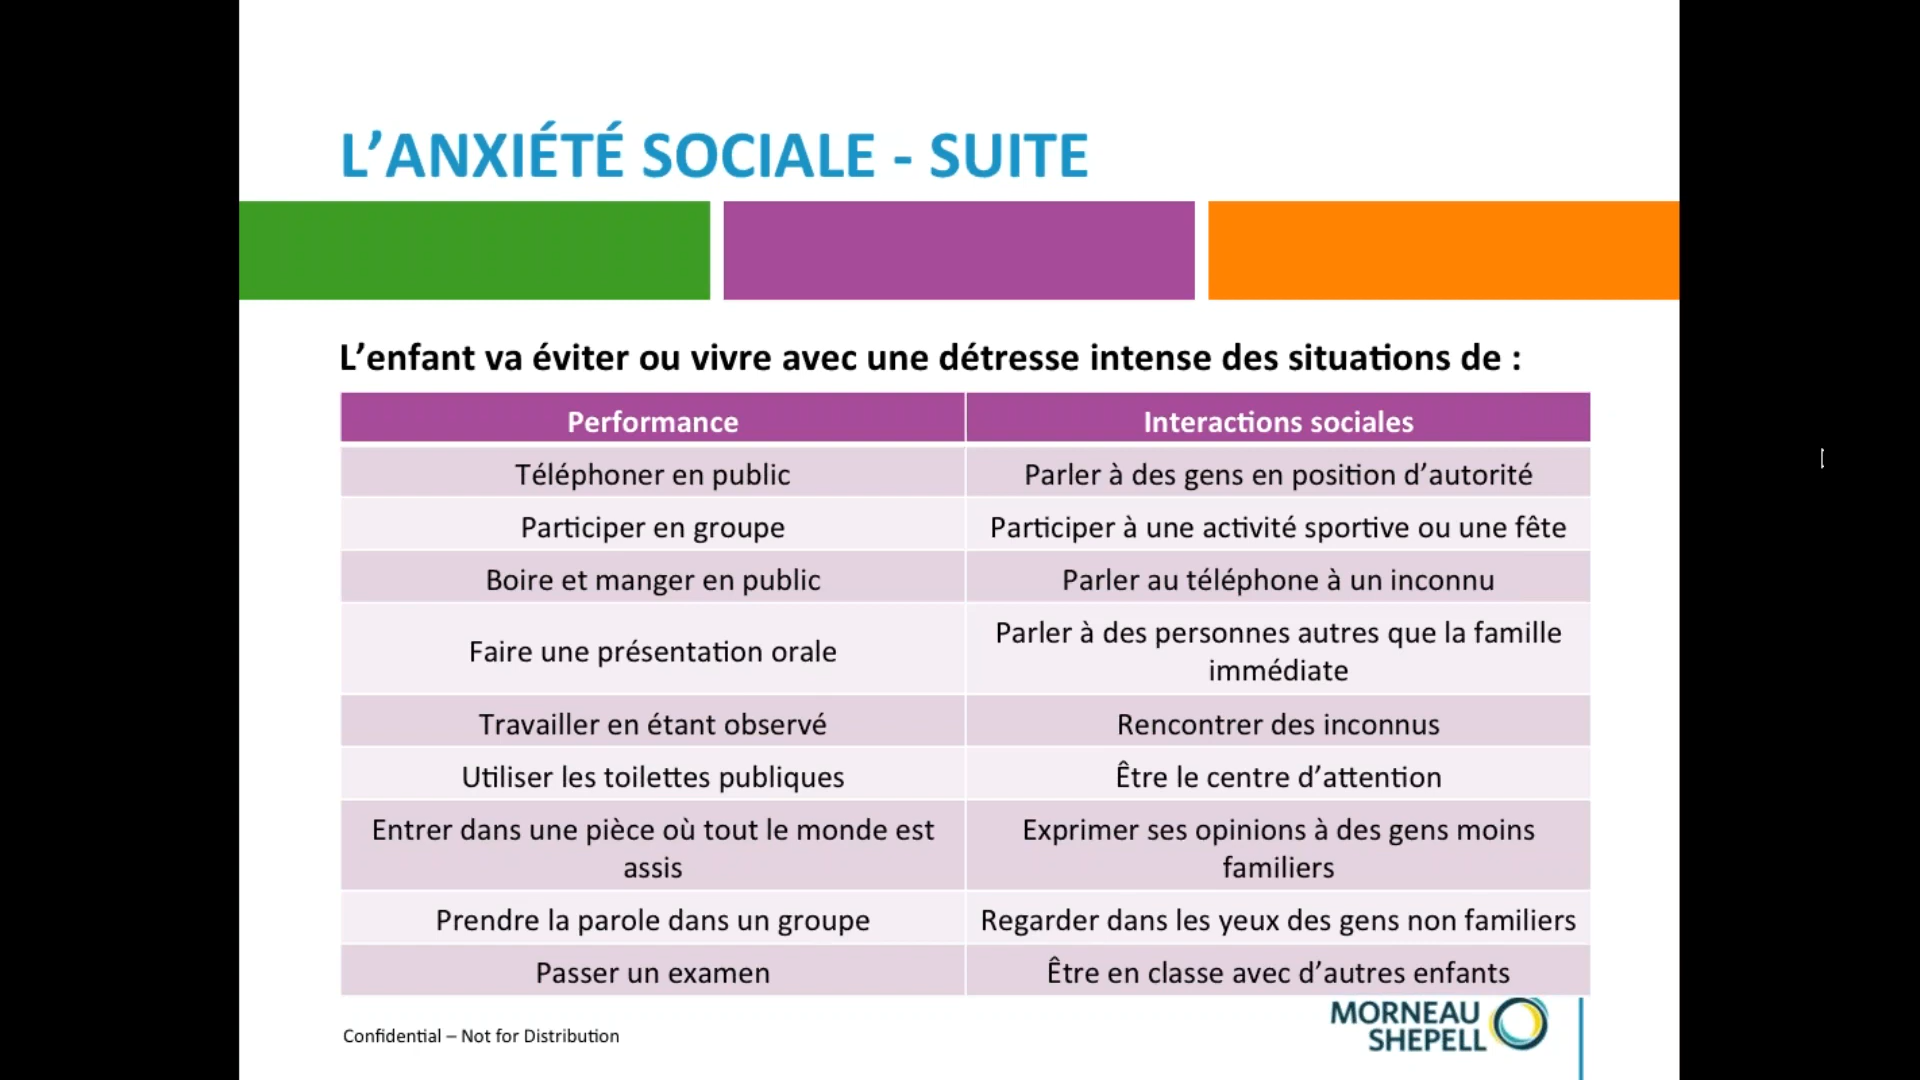 L’ANXIÉTÉ SOCIALE - SUITE
L’enfant va éviter ou vivre avec une détresse intense des situations de :
Performance
Interactions sociales
Téléphoner en public
Parler à des gens en position d’autorité
Participer en groupe
Participer à une activité sportive ou une fête
Boire et manger en public
Parler au téléphone à un inconnu
Faire une présentation orale
Parler à des personnes autres que la famille
immédiate
Travailler en étant observé
Rencontrer des inconnus
Utiliser les toilettes publiques
Être le centre d’attention
Entrer dans une pièce où tout le monde est
assis
Exprimer ses opinions à des gens moins
familiers
Prendre la parole dans un groupe
Regarder dans les yeux des gens non familiers
Passer un examen
Être en classe avec d’autres enfants
Confidential – Not for Distribution
MORNEAU
SHEPELL